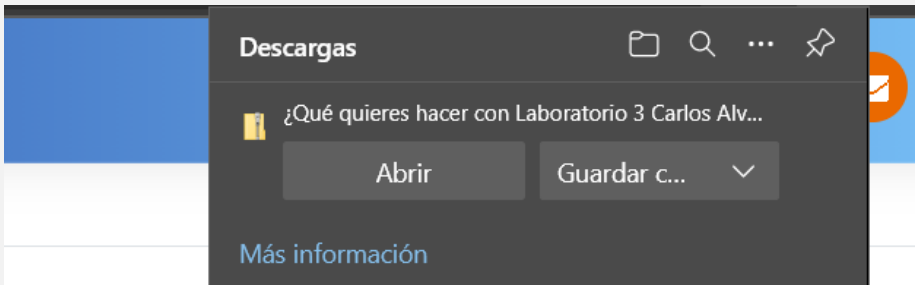 Descargas
¿Qué quieres hacer con Laboratorio 3 Carlos Alv...
Abrir
Guardar c...
Más información